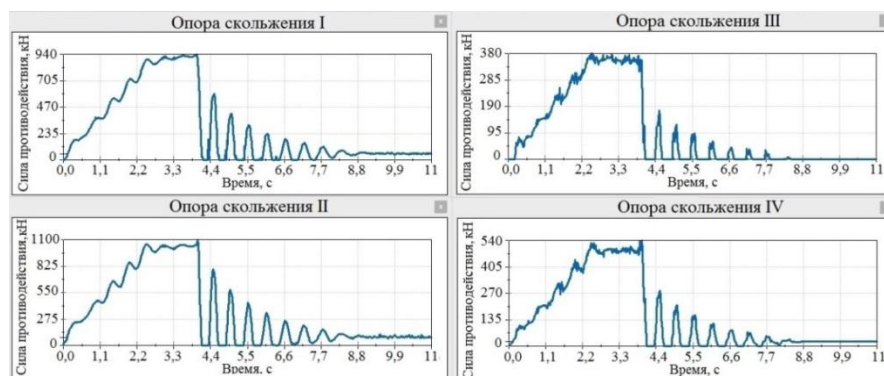 Опора скольжения I
Сила противодействия, кН
940
705
470
235
0
0,0 1,1 2,2 3,3 4,4 5,5 6,6 7,7 8,8 9,9 11
Время, с
Опора скольжения III
Сила противодействия, кН
380
285
190
95
0
0,0 1,1 2,2 3,3 4,4 5,5 6,6 7,7 8,8 9,9 11
Время, с
Опора скольжения II
Сила противодействия,кН
1100
825
550
275
0
0,0 1,1 2,2 3,3 4,4 5,5 6,6 7,7 8,8 9,9 11
Время, с
Опора скольжения IV
Сила противодействия, кН
540
405
270
135
0
0,0 1,1 2,2 3,3 4,4 5,5 6,6 7,7 8,8 9,9 11
Время, с